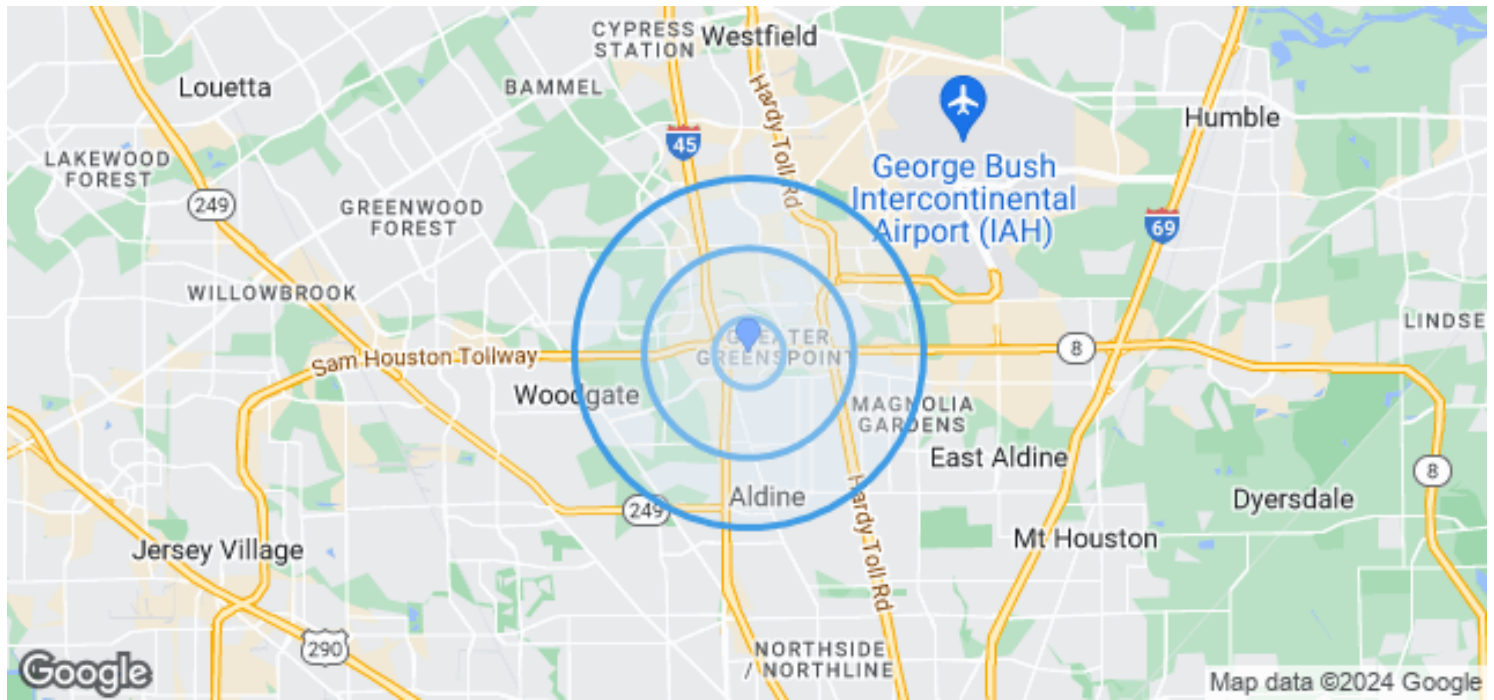 CYPRESS
STATION
Westfield
Louetta
BAMMEL
Hardy Toll Rd
Humble
45
LAKEWOOD
FOREST
George Bush
Intercontinental
Airport (IAH)
249
GREENWOOD
FOREST
69
WILLOWBROOK
LINDSE
GREATER
GREENSPOINT
8
Sam Houston Tollway
Woodgate
MAGNOLIA
GARDENS
East Aldine
8
Aldine
249
Dyersdale
Hardy Toll Rd
Mt Houston
Jersey Village
290
NORTHSIDE
/ NORTHLINE
Google
Map data ©2024 Google